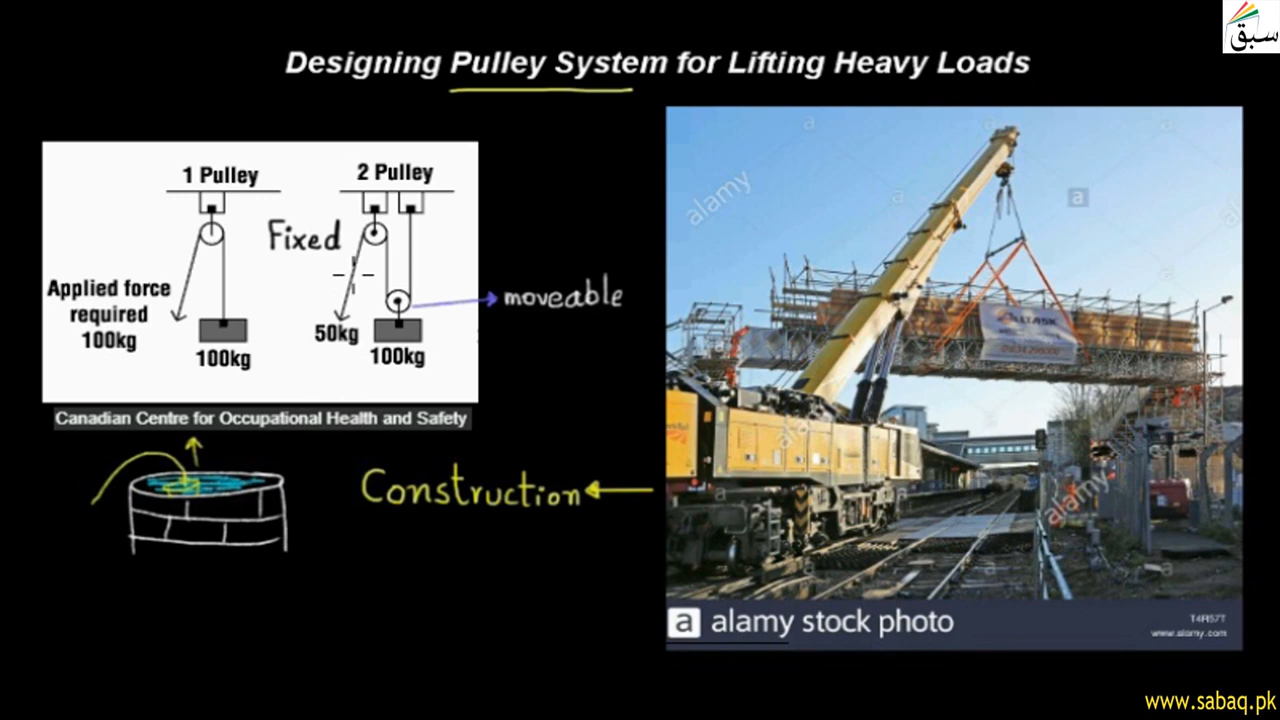 سبق
Designing Pulley System for Lifting Heavy Loads
1 Pulley
2 Pulley
Fixed
Applied force
required
100kg
100kg
50kg
100kg
moveable
Canadian Centre for Occupational Health and Safety
Construction
alamy
a
alamy
a alamy stock photo
T4R57T
www.alamy.com
www.sabaq.pk